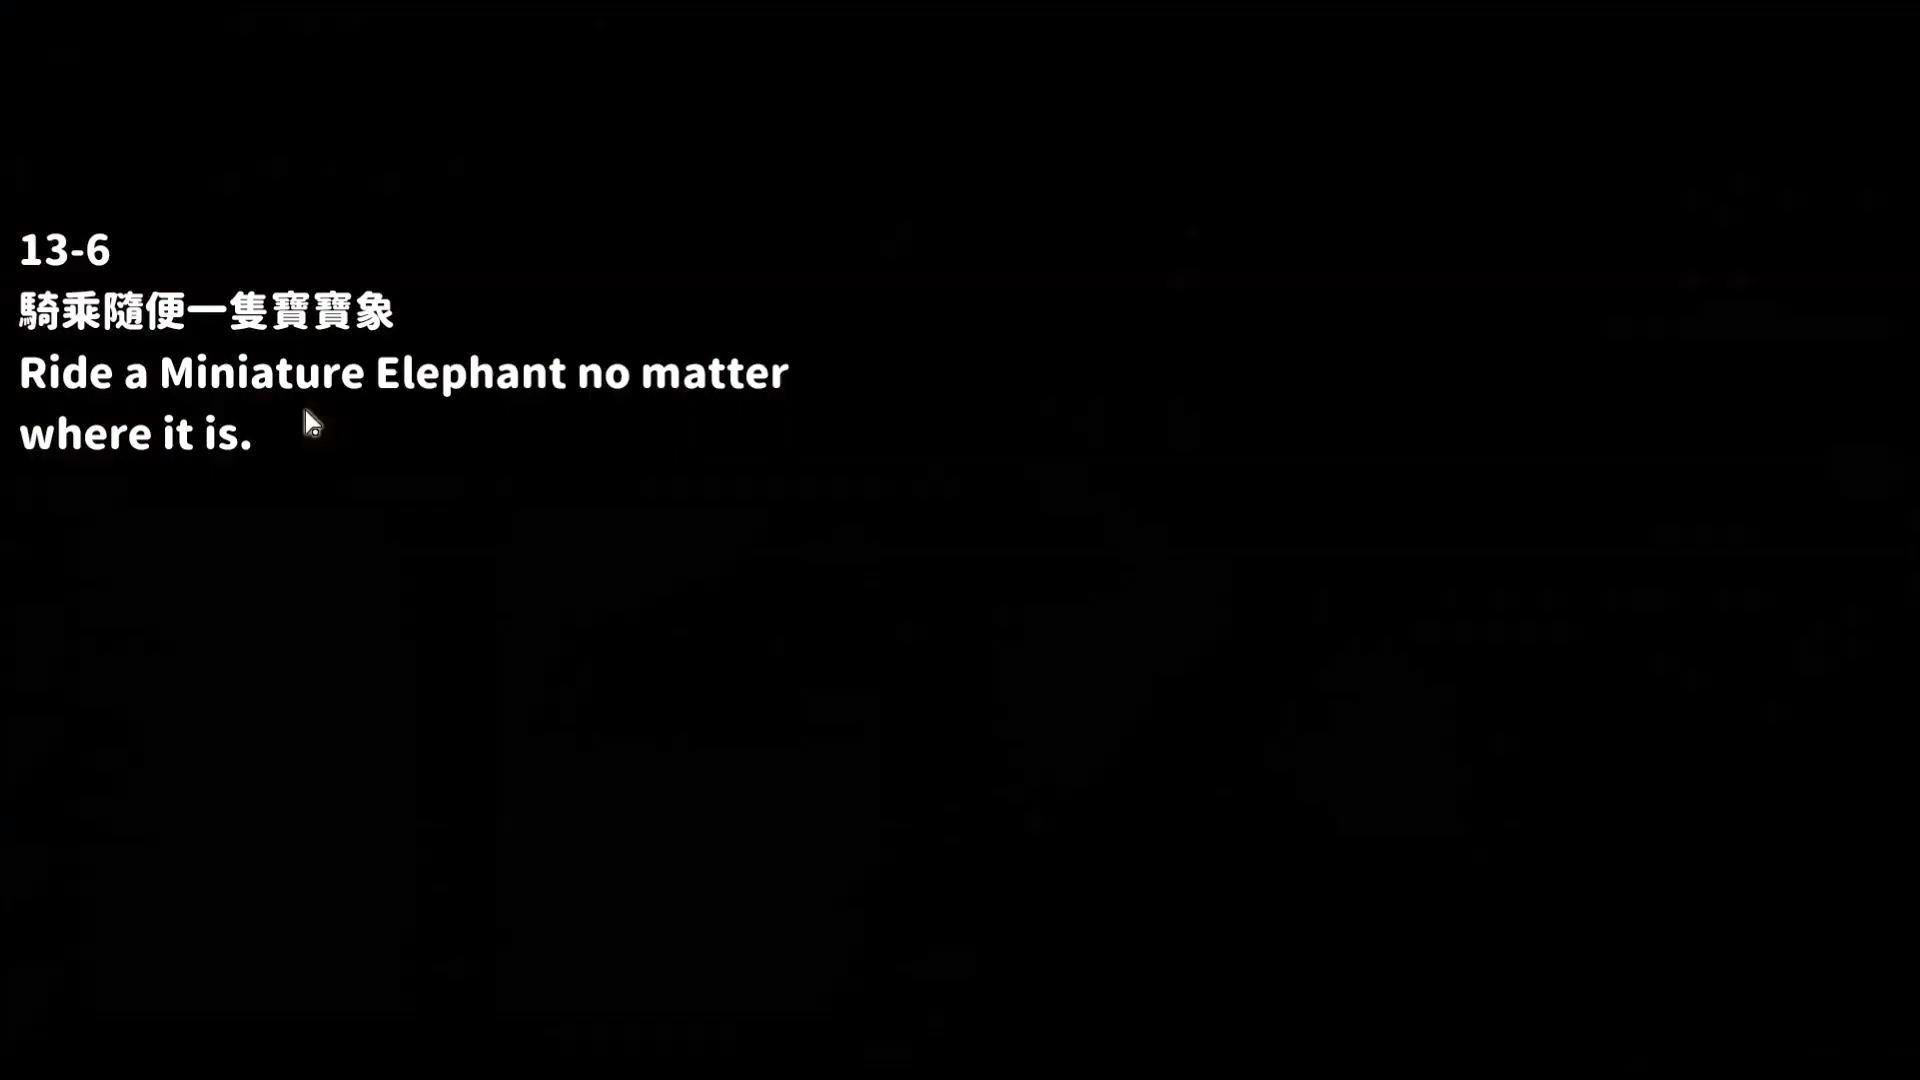 13-6
騎乘隨便一隻寶寶象
Ride a Miniature Elephant no matter
where it is.